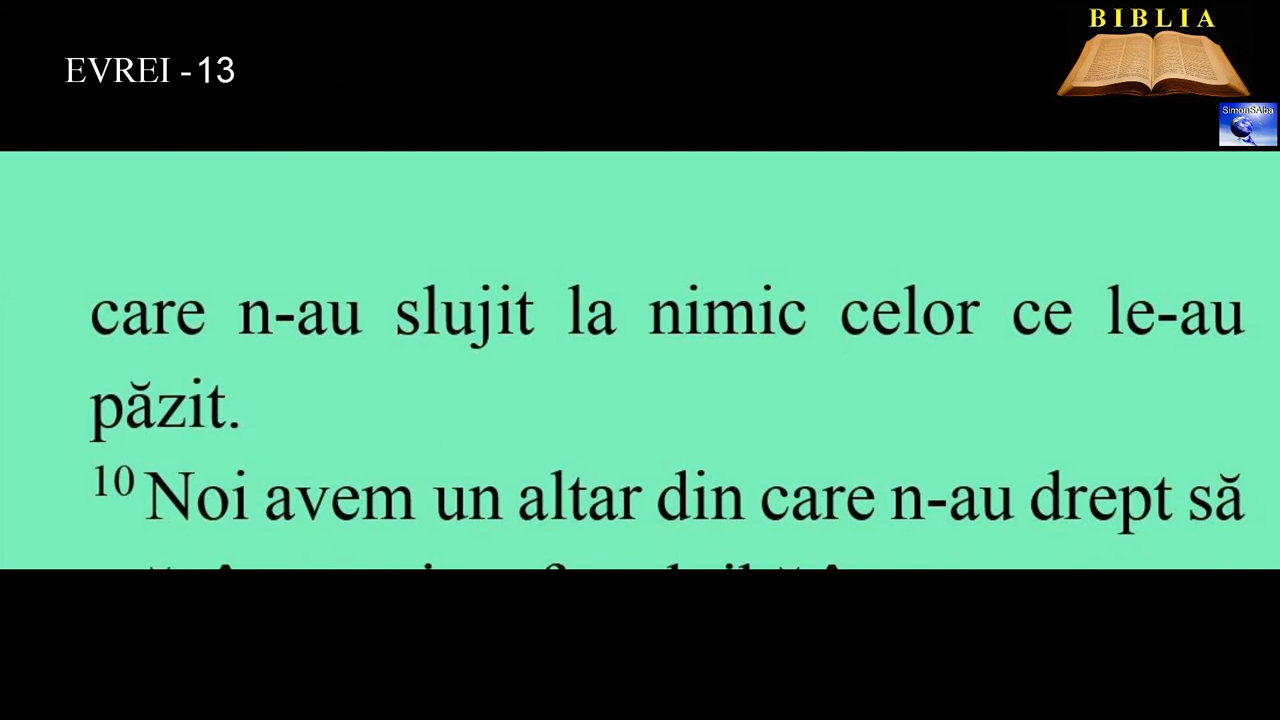 BIBLIA
EVREI - 13
SimonSAlba
care n-au slujit la nimic celor ce le-au
păzit.
10 Noi avem un altar din care n-au drept să